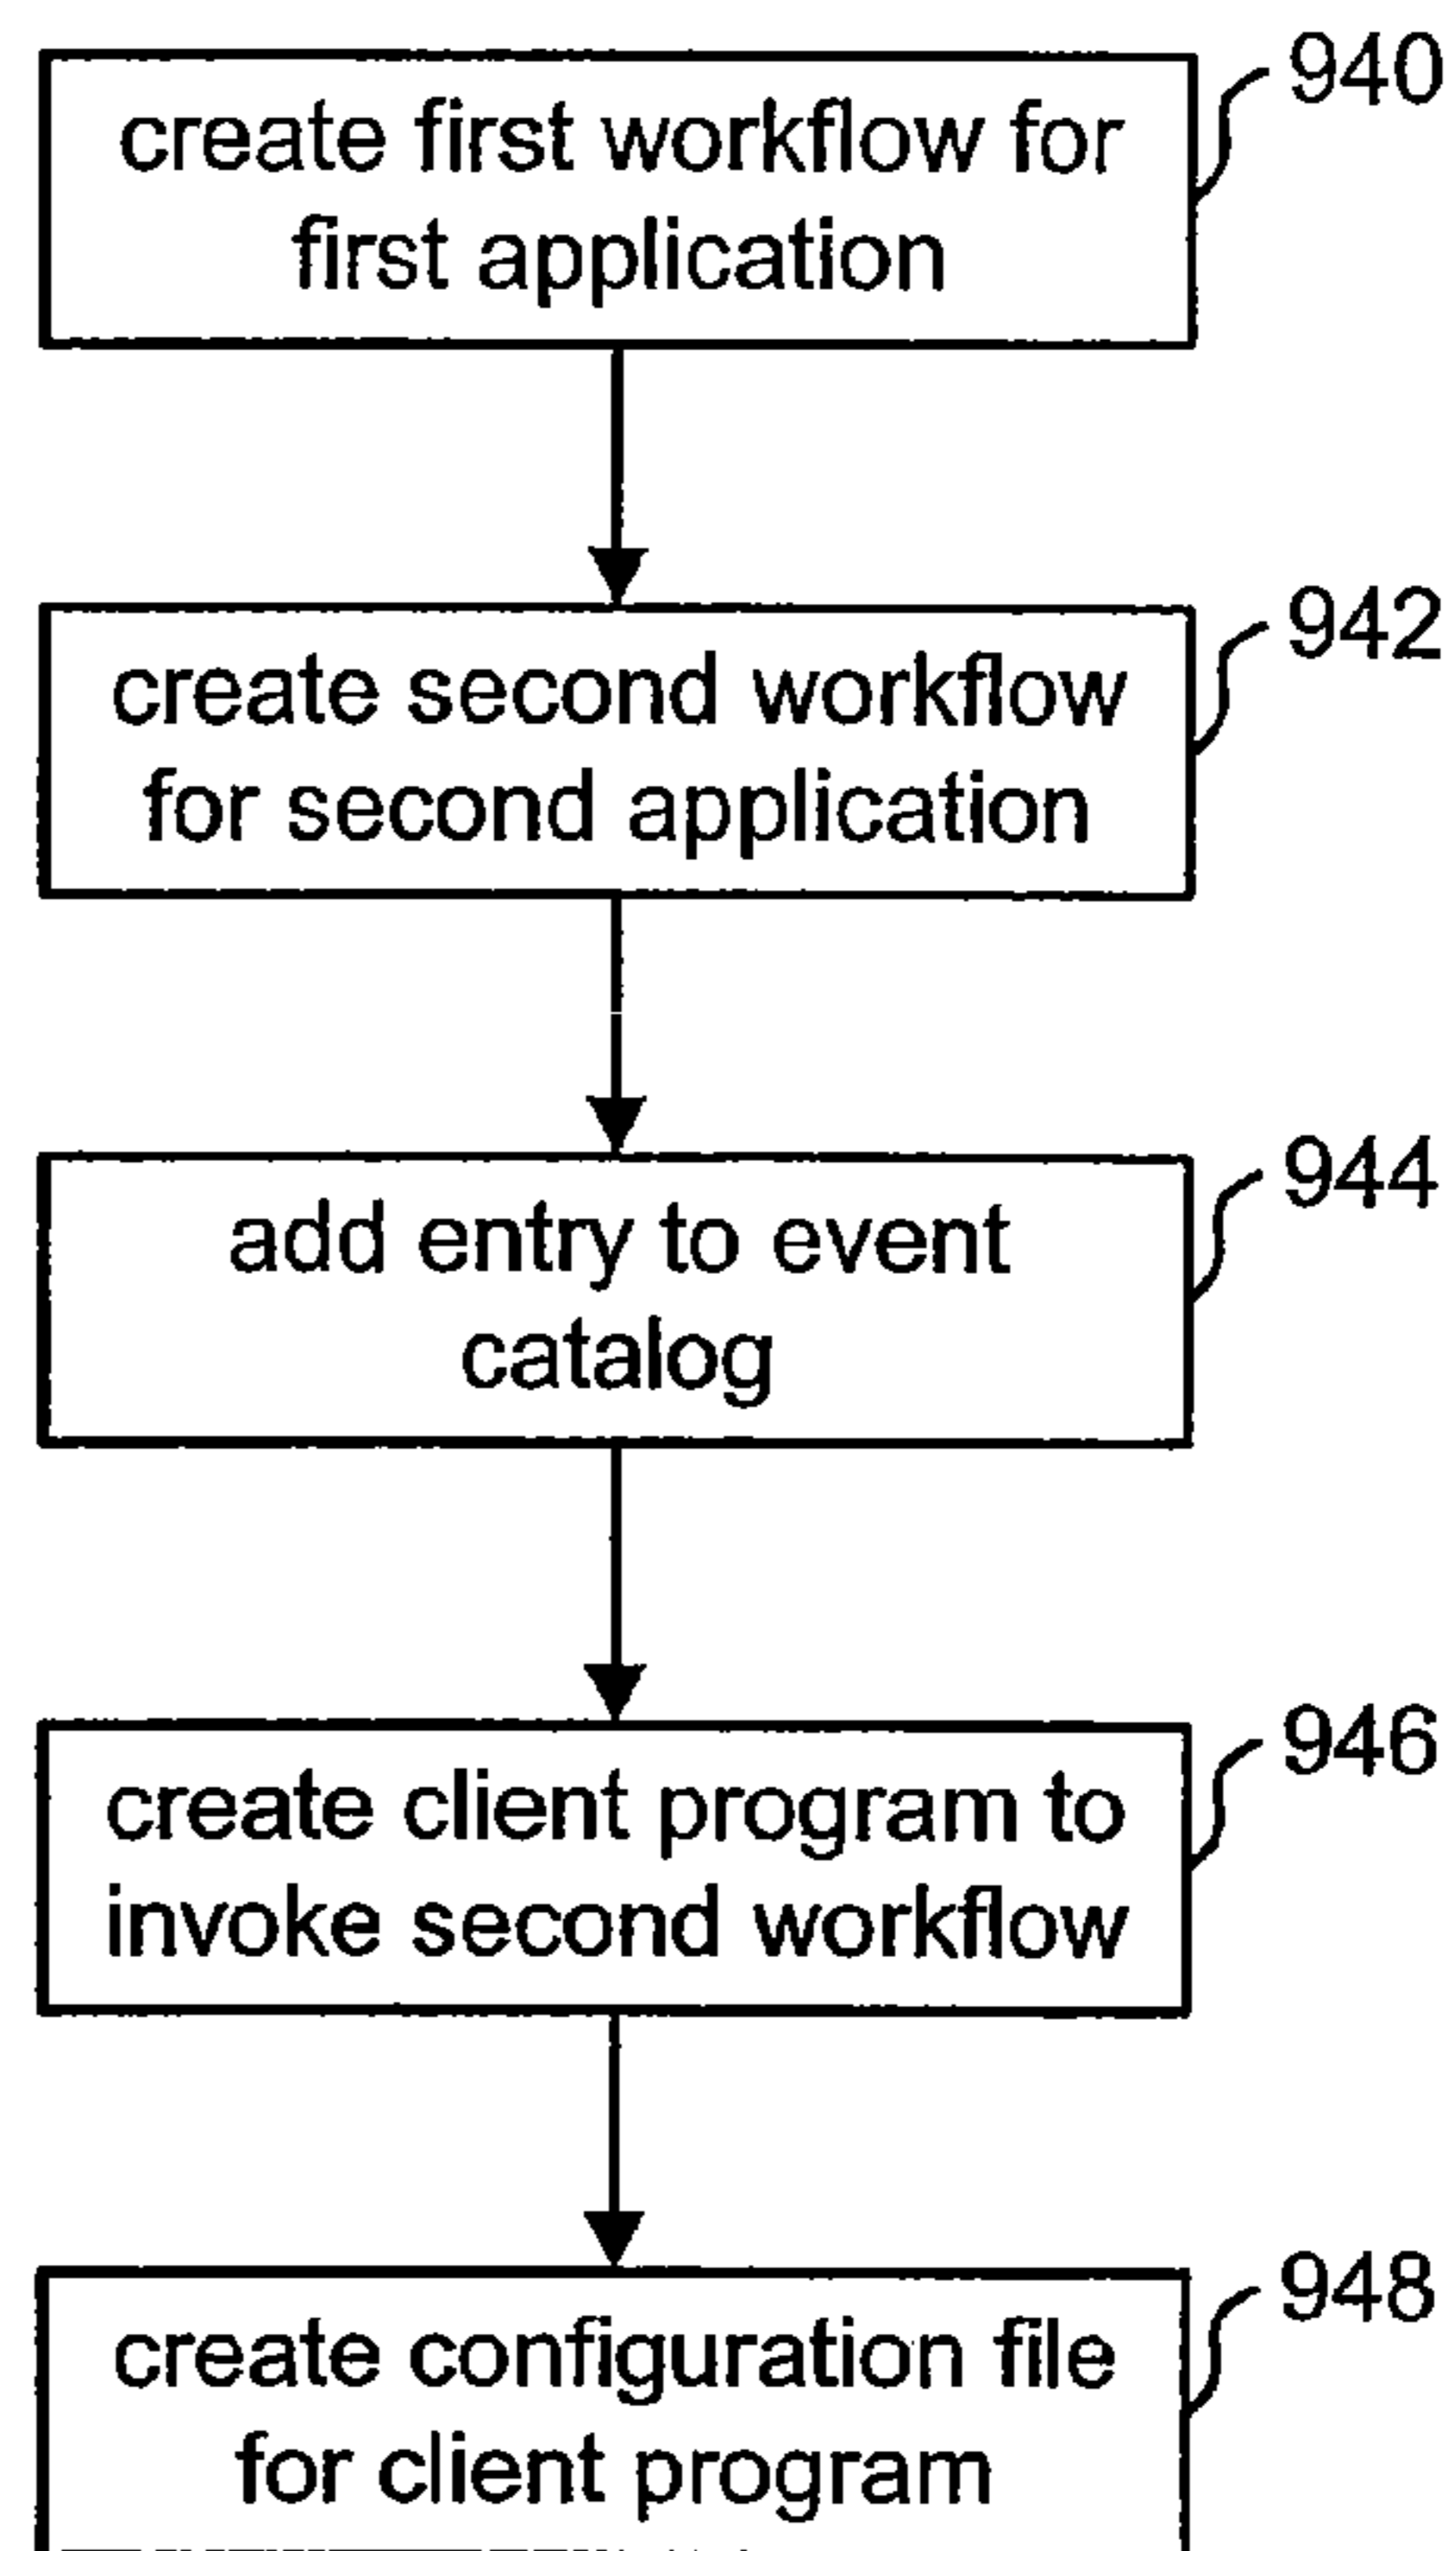 940
create first workflow for
first application
942
create second workflow
for second application
944
add entry to event
catalog
946
create client program to
invoke second workflow
948
create configuration file
for client program